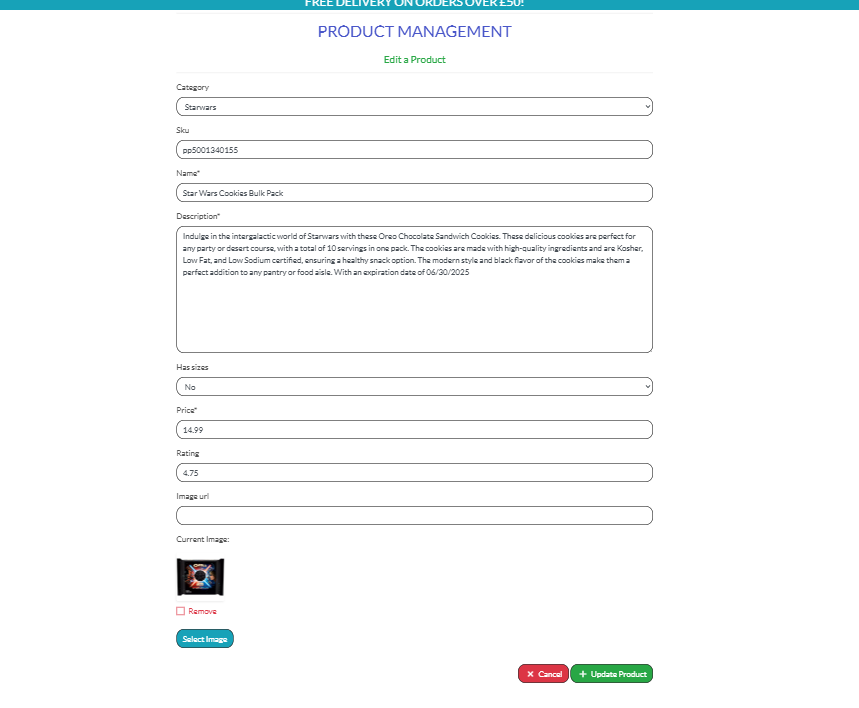 FREE DELIVERY ON ORDERS OVER £50!
PRODUCT MANAGEMENT
Edit a Product
Category
Starwars
Sku
pp5001340155
Name*
Star Wars Cookies Bulk Pack
Description*
Indulge in the intergalactic world of Starwars with these Oreo Chocolate Sandwich Cookies. These delicious cookies are perfect for
any party or desert course, with a total of 10 servings in one pack. The cookies are made with high-quality ingredients and are Kosher,
Low Fat, and Low Sodium certified, ensuring a healthy snack option. The modern style and black flavor of the cookies make them a
perfect addition to any pantry or food aisle. With an expiration date of 06/30/2025
Has sizes
No
Price*
14.99
Rating
4.75
Image url
Current Image:
Remove
Select Image
Cancel
Update Product